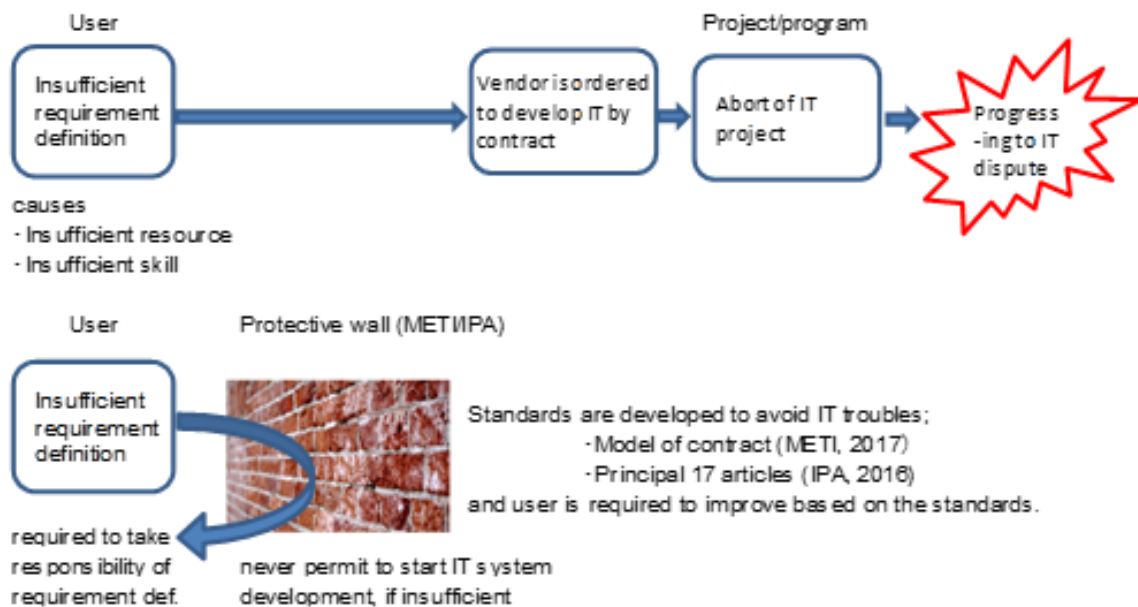 User
Project/program
Insufficient
requirement
definition
Vendor is ordered
to develop IT by
contract
Abort of IT
project
Progress
-ing to IT
dispute
causes
- Insufficient resource
- Insufficient skill
User
Protective wall (METI/IPA)
Insufficient
requirement
definition
Standards are developed to avoid IT troubles;
-Model of contract (METI, 2017)
-Principal 17 articles (IPA, 2016)
and user is required to improve based on the standards.
required to take
responsibility of
requirement def.
never permit to start IT system
development, if insufficient